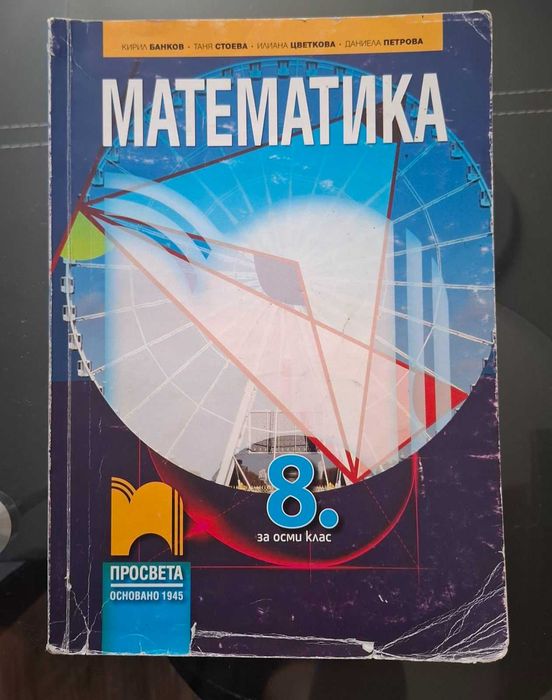 КИРИЛ БАНКОВ • ТАНЯ СТОЕВА • ИЛИАНА ЦВЕТКОВА • ДАНИЕЛА ПЕТРОВА
МАТЕМАТИКА
8.
за осми клас
ПРОСВЕТА
ОСНОВАНО 1945